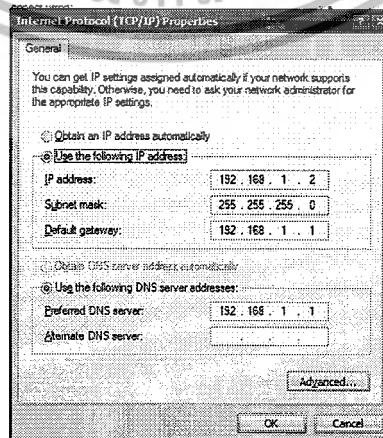 Internet Protocol (TCP/IP) Properties
General
You can get IP settings assigned automatically if your network supports
this capability. Otherwise, you need to ask your network administrator for
the appropriate IP settings.
Obtain an IP address automatically
Use the following IP address:
IP address: 192 . 168 . 1 . 2
Subnet mask: 255 . 255 . 255 . 0
Default gateway: 192 . 168 . 1 . 1
Obtain DNS server address automatically
Use the following DNS server addresses:
Preferred DNS server: 192 . 168 . 1 . 1
Alternate DNS server: . . .
Advanced...
OK Cancel